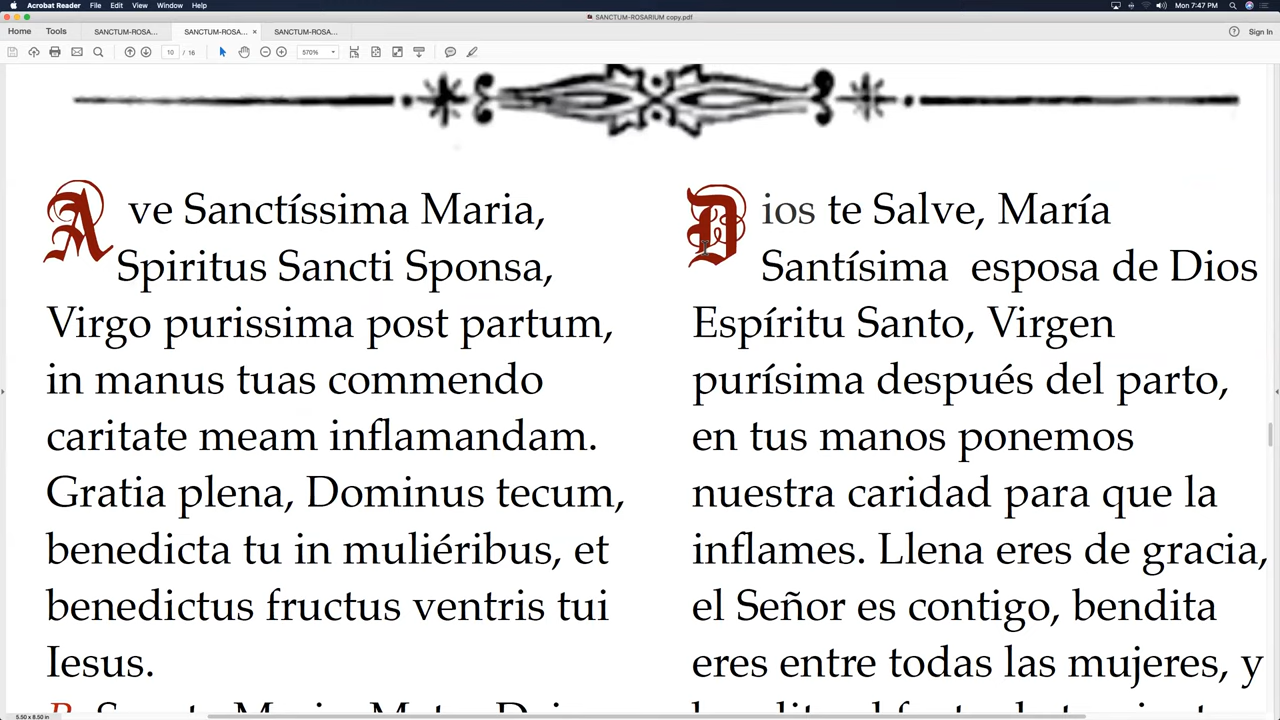 Acrobat Reader File Edit View Window Help Mon 7:47 PM
SANCTUM-ROSARIUM copy.pdf
Home Tools SANCTUM-ROSA... SANCTUM-ROSA... × SANCTUM-ROSA... Sign In
10 / 16 570%
Ave Sanctíssima Maria,
Spiritus Sancti Sponsa,
Virgo purissima post partum,
in manus tuas commendo
caritate meam inflamandam.
Gratia plena, Dominus tecum,
benedicta tu in muliéribus, et
benedictus fructus ventris tui
Iesus.
Dios te Salve, María
Santísima esposa de Dios
Espíritu Santo, Virgen
purísima después del parto,
en tus manos ponemos
nuestra caridad para que la
inflames. Llena eres de gracia,
el Señor es contigo, bendita
eres entre todas las mujeres, y
5.50 x 8.50 in